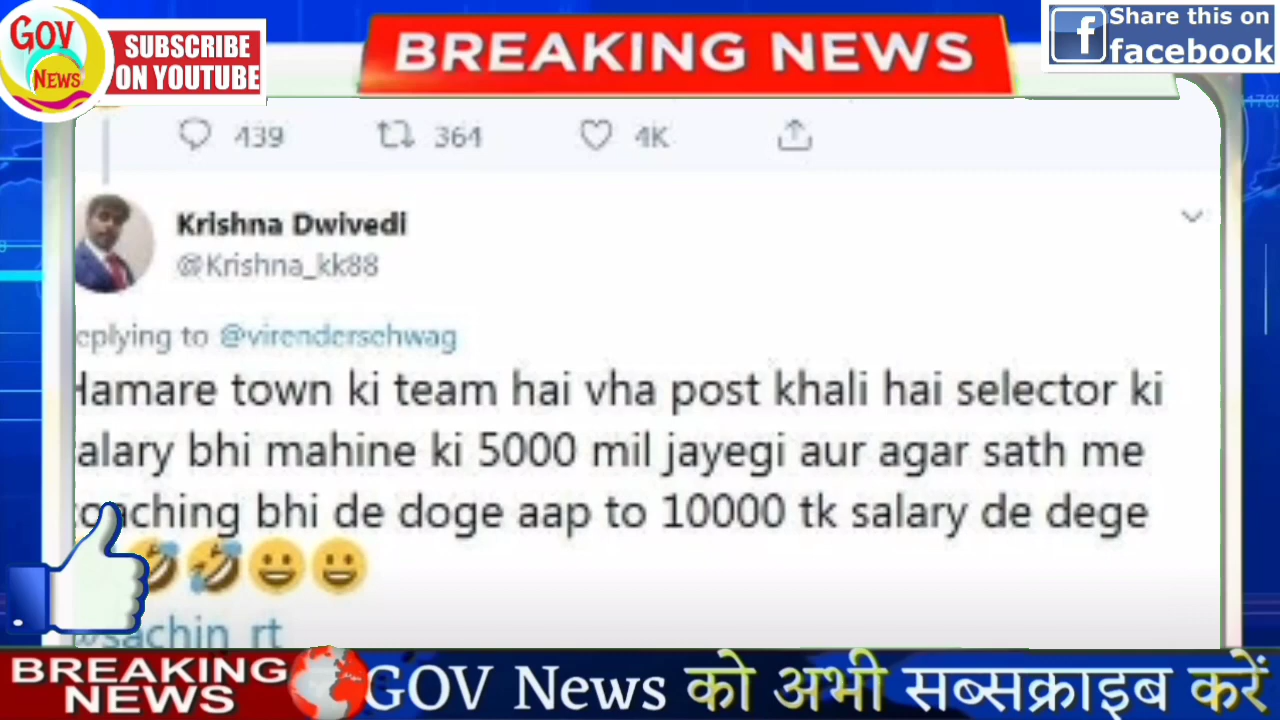 GOV
NEWS
SUBSCRIBE
ON YOUTUBE
BREAKING NEWS
Share this on
facebook
439 364 4K
Krishna Dwivedi
@Krishna_kk88
eplying to @virendersehwag
Hamare town ki team hai vha post khali hai selector ki
salary bhi mahine ki 5000 mil jayegi aur agar sath me
coaching bhi de doge aap to 10000 tk salary de dege
@sachin_rt
BREAKING
NEWS
GOV News को अभी सब्सक्राइब करें